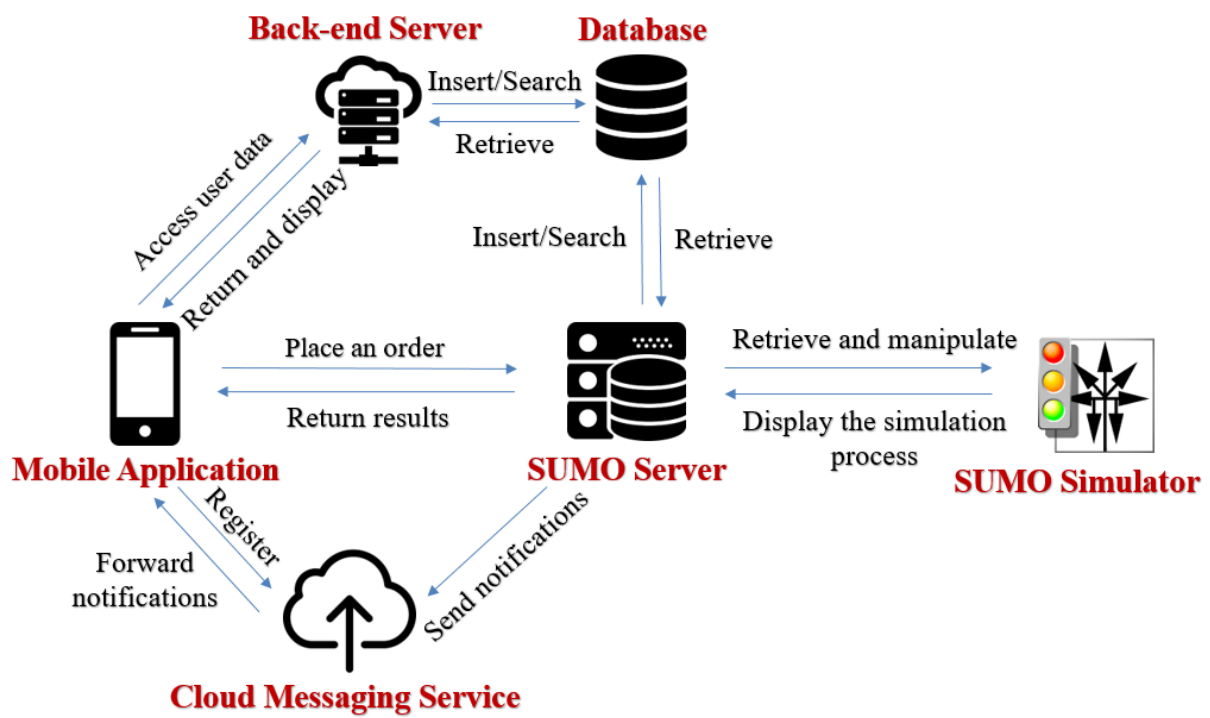 Back-end Server
Database
Insert/Search
Retrieve
Access user data
Return and display
Insert/Search
Retrieve
Place an order
Return results
Retrieve and manipulate
Display the simulation
process
Mobile Application
SUMO Server
SUMO Simulator
Register
Forward
notifications
Send notifications
Cloud Messaging Service